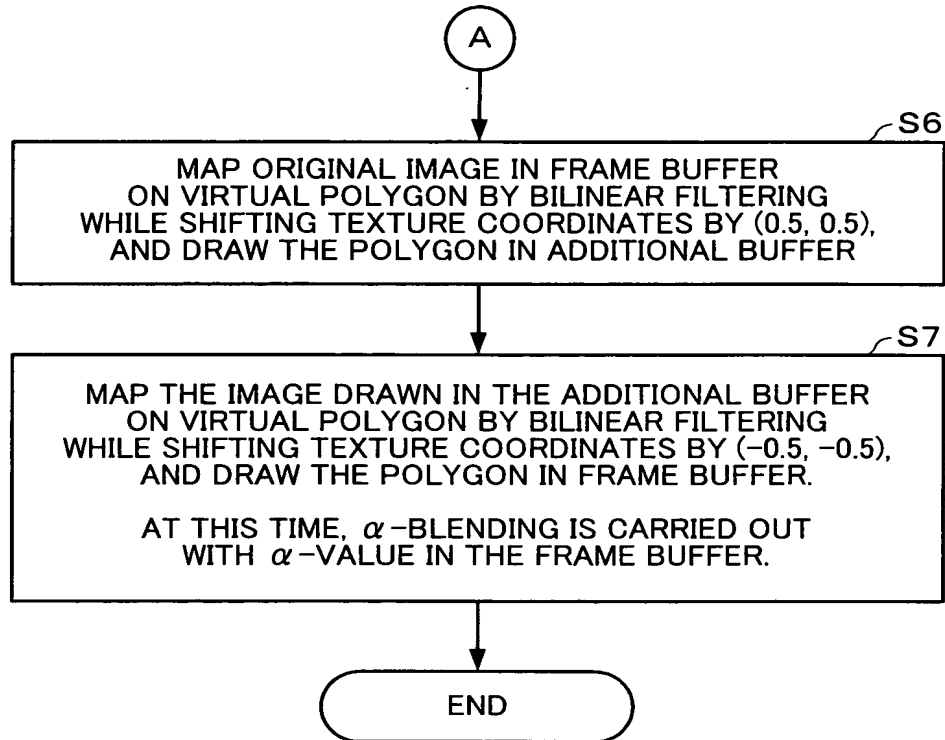 A
S6
MAP ORIGINAL IMAGE IN FRAME BUFFER
ON VIRTUAL POLYGON BY BILINEAR FILTERING
WHILE SHIFTING TEXTURE COORDINATES BY (0.5, 0.5),
AND DRAW THE POLYGON IN ADDITIONAL BUFFER
S7
MAP THE IMAGE DRAWN IN THE ADDITIONAL BUFFER
ON VIRTUAL POLYGON BY BILINEAR FILTERING
WHILE SHIFTING TEXTURE COORDINATES BY (-0.5, -0.5),
AND DRAW THE POLYGON IN FRAME BUFFER.
AT THIS TIME, α-BLENDING IS CARRIED OUT
WITH α-VALUE IN THE FRAME BUFFER.
END